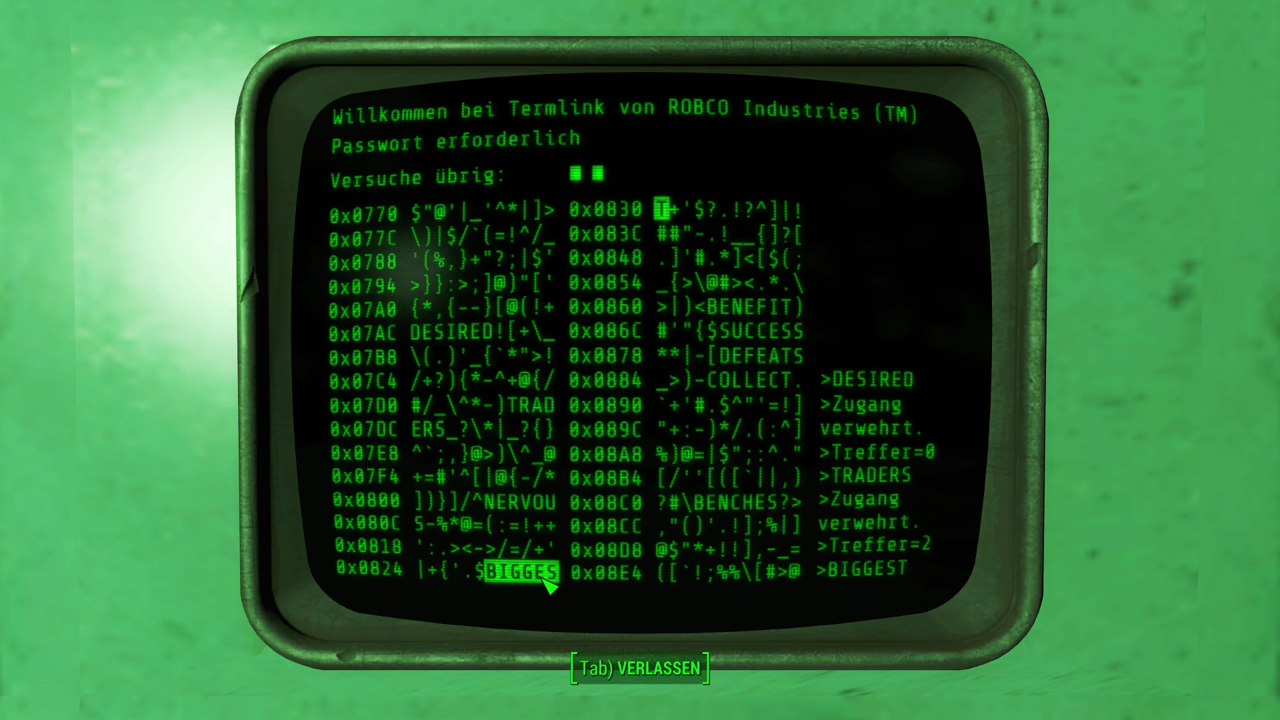 Willkommen bei Termlink von ROBCO Industries (TM)
Passwort erforderlich
Versuche übrig:
0x0770 $"@'|_'^*|]> 0x0830 T+'$?.!?^]|!
0x077C \)|$/`(=!^/_ 0x083C ##"-.!__{]?[
0x0788 '(%,}+"?;|$' 0x0848 .]'#.*]<[$(;
0x0794 >}}:>;]@)"[' 0x0854 _{>\@#><.*.\
0x07A0 {*,{--}[@(!+ 0x0860 >|)<BENEFIT)
0x07AC DESIRED![+\_ 0x086C #'"{$SUCCESS
0x07B8 \(.)'_{`*">! 0x0878 **|-[DEFEATS
0x07C4 /+?){*-^+@{/ 0x0884 _>)-COLLECT. >DESIRED
0x07D0 #/_\^*-)TRAD 0x0890 `+'#.$^"'=!] >Zugang
0x07DC ERS_?\*|_?{} 0x089C "+:-)*/.(:^] verwehrt.
0x07E8 ^`;,}@>)\^_@ 0x08A8 %)@=|$";:^." >Treffer=0
0x07F4 +=#'^[|@{-/* 0x08B4 [/''[([`||,) >TRADERS
0x0800 ])}]/^NERVOU 0x08C0 ?#\BENCHES?> >Zugang
0x080C S-%*@=(:=!++ 0x08CC ,"()'.!];%|] verwehrt.
0x0818 ':.><->/=/+' 0x08D8 @$"*+!!],-_= >Treffer=2
0x0824 |+{'.$BIGGES 0x08E4 ([`!;%%\[#>@ >BIGGEST
Tab) VERLASSEN